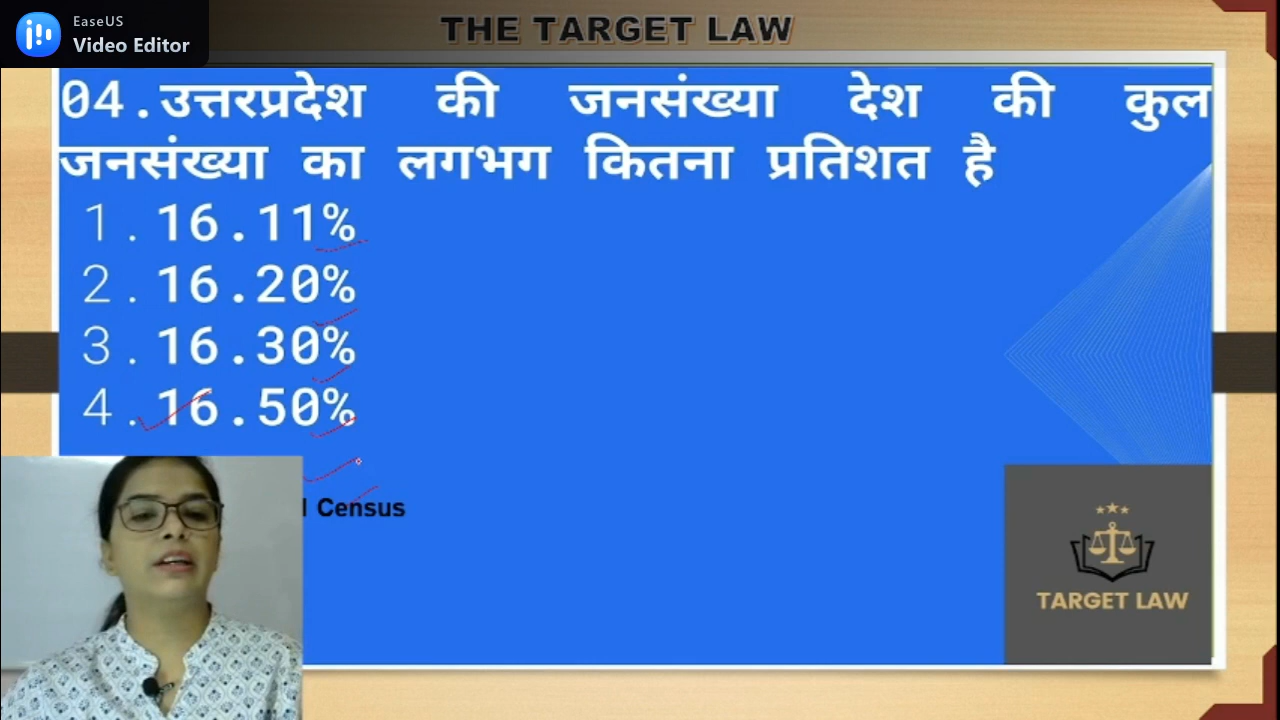 EaseUS
Video Editor
THE TARGET LAW
04.उत्तरप्रदेश की जनसंख्या देश की कुल
जनसंख्या का लगभग कितना प्रतिशत है
1.16.11%
2.16.20%
3.16.30%
4.16.50%
Census
TARGET LAW